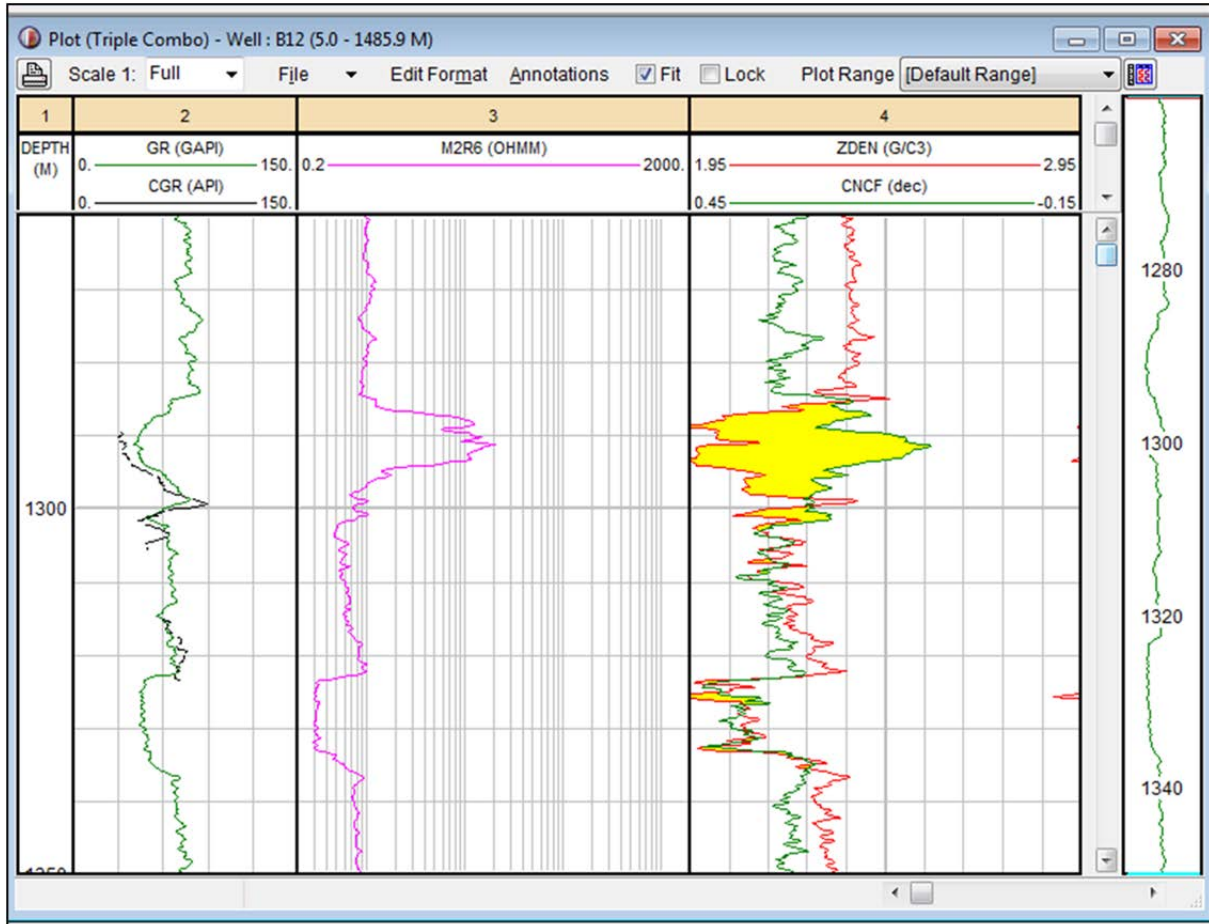 Plot (Triple Combo) - Well : B12 (5.0 - 1485.9 M)
Scale 1: Full File Edit Format Annotations Fit Lock Plot Range [Default Range]
1 2 3 4
DEPTH (M)
GR (GAPI)
0. 150.
CGR (API)
0. 150.
M2R6 (OHMM)
0.2 2000.
ZDEN (G/C3)
1.95 2.95
CNCF (dec)
0.45 -0.15
1300
1280
1300
1320
1340